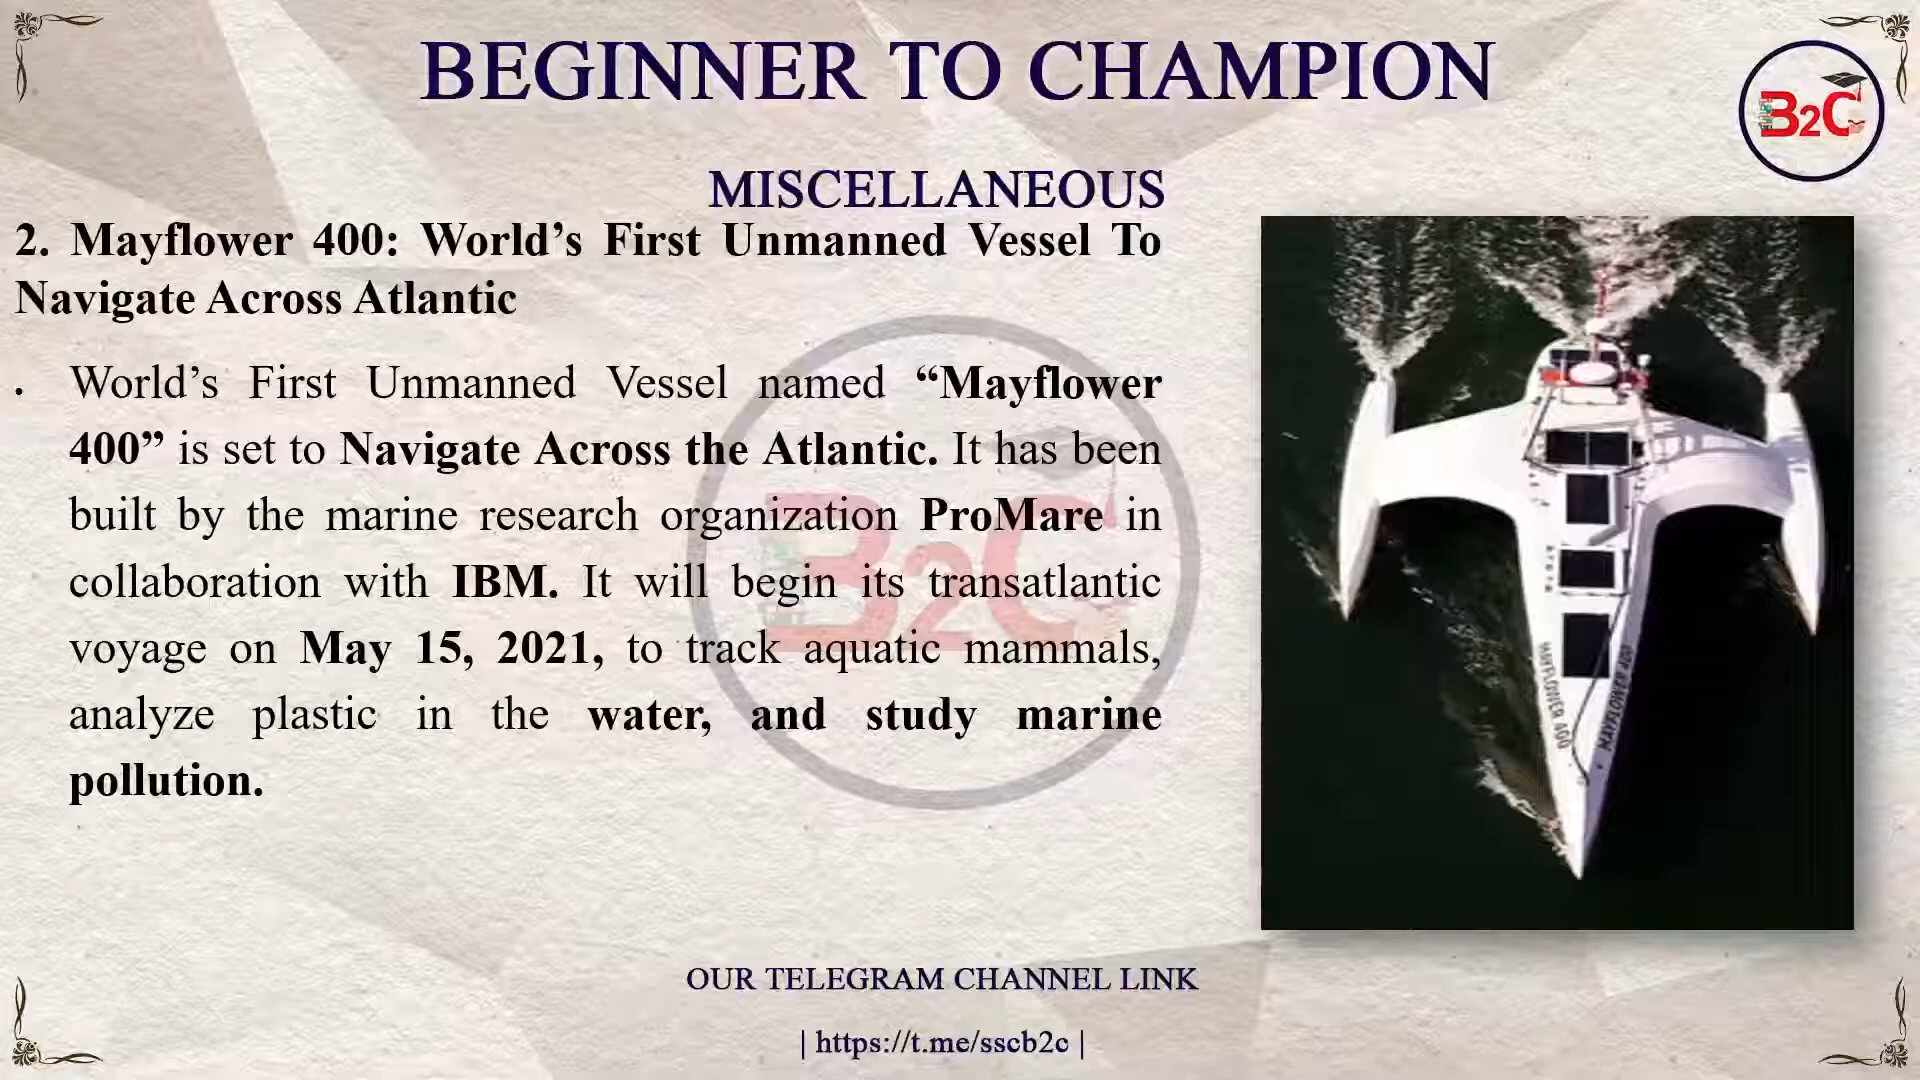 BEGINNER TO CHAMPION
B2C
MISCELLANEOUS
2. Mayflower 400: World’s First Unmanned Vessel To
Navigate Across Atlantic
• World’s First Unmanned Vessel named “Mayflower
400” is set to Navigate Across the Atlantic. It has been
built by the marine research organization ProMare in
collaboration with IBM. It will begin its transatlantic
voyage on May 15, 2021, to track aquatic mammals,
analyze plastic in the water, and study marine
pollution.
B2C
MAYFLOWER 400
MAYFLOWER 400
OUR TELEGRAM CHANNEL LINK
| https://t.me/sscb2c |